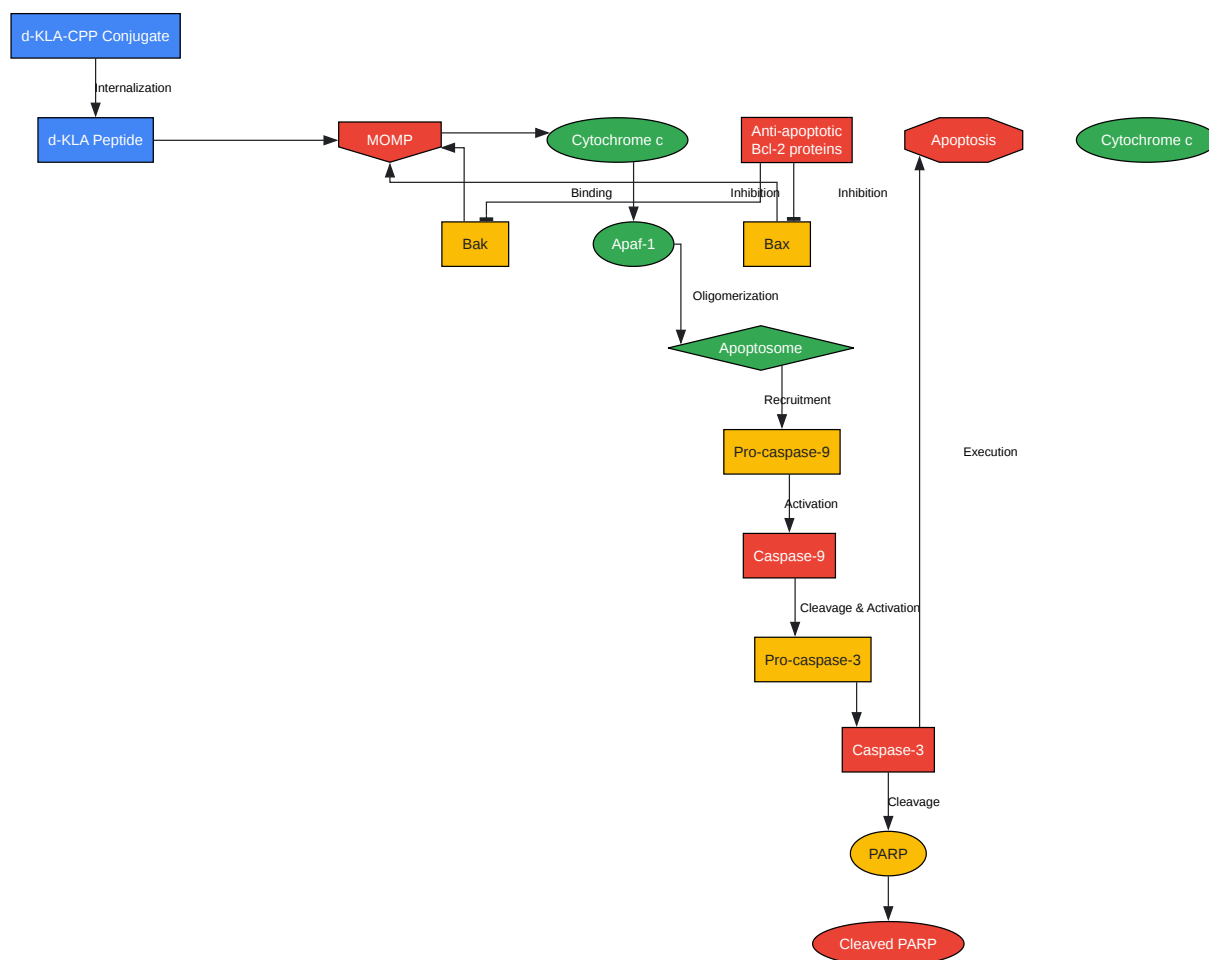 d-KLA-CPP Conjugate
Internalization
d-KLA Peptide
MOMP
Cytochrome c
Anti-apoptotic
Bcl-2 proteins
Apoptosis
Cytochrome c
Binding
Inhibition
Inhibition
Bak
Apaf-1
Bax
Oligomerization
Apoptosome
Recruitment
Pro-caspase-9
Execution
Activation
Caspase-9
Cleavage & Activation
Pro-caspase-3
Caspase-3
Cleavage
PARP
Cleaved PARP